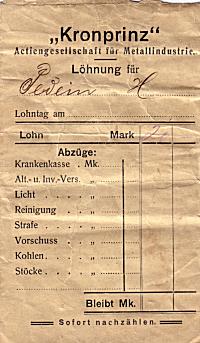 „Kronprinz“
Actiengesellschaft für Metallindustrie.
Löhnung für
H
Lohntag am
Lohn Mark
Abzüge:
Krankenkasse . Mk.
Alt.- u. Inv.-Vers. „
Licht . . . . „
Reinigung . . „
Strafe . . . „
Vorschuss . . „
Kohlen . . . „
Stöcke . . . . „
Bleibt Mk.
Sofort nachzählen.